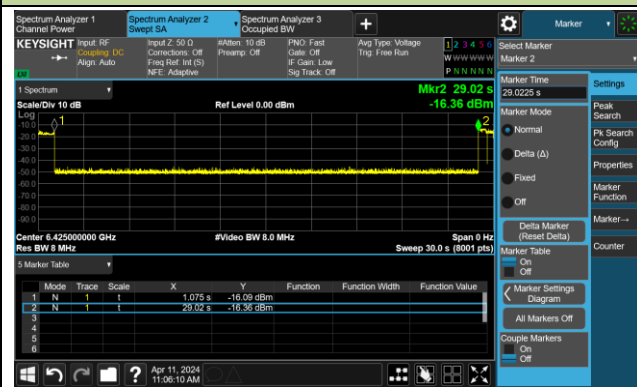 Spectrum Analyzer 1
Channel Power
Spectrum Analyzer 2
Swept SA
Spectrum Analyzer 3
Occupied BW
+
Marker
KEYSIGHT
Input: RF
Coupling: DC
Align: Auto
Input Z: 50 Ω
Corrections: Off
Freq Ref: Int (S)
NFE: Adaptive
#Atten: 10 dB
Preamp: Off
PNO: Fast
Gate: Off
IF Gain: Low
Sig Track: Off
Avg Type: Voltage
Trig: Free Run
1 2 3 4 5 6
W W W W W W
P N N N N N
Select Marker
Marker 2
Marker Time
29.0225 s
Settings
1 Spectrum
Mkr2 29.02 s
Scale/Div 10 dB
Ref Level 0.00 dBm
-16.36 dBm
Log
-10.0
-20.0
-30.0
-40.0
-50.0
-60.0
-70.0
-80.0
-90.0
1
2
Center 6.425000000 GHz
#Video BW 8.0 MHz
Span 0 Hz
Res BW 8 MHz
Sweep 30.0 s (8001 pts)
Marker Mode
Normal
Delta (Δ)
Fixed
Off
Peak Search
Pk Search Config
Properties
Marker Function
Marker→
Counter
Delta Marker
(Reset Delta)
Marker Table
On
Off
Marker Settings
Diagram
All Markers Off
Couple Markers
On
Off
5 Marker Table
Mode Trace Scale X Y Function Function Width Function Value
1 N 1 t 1.075 s -16.09 dBm
2 N 1 t 29.02 s -16.36 dBm
3
4
5
6
?
Apr 11, 2024
11:06:10 AM